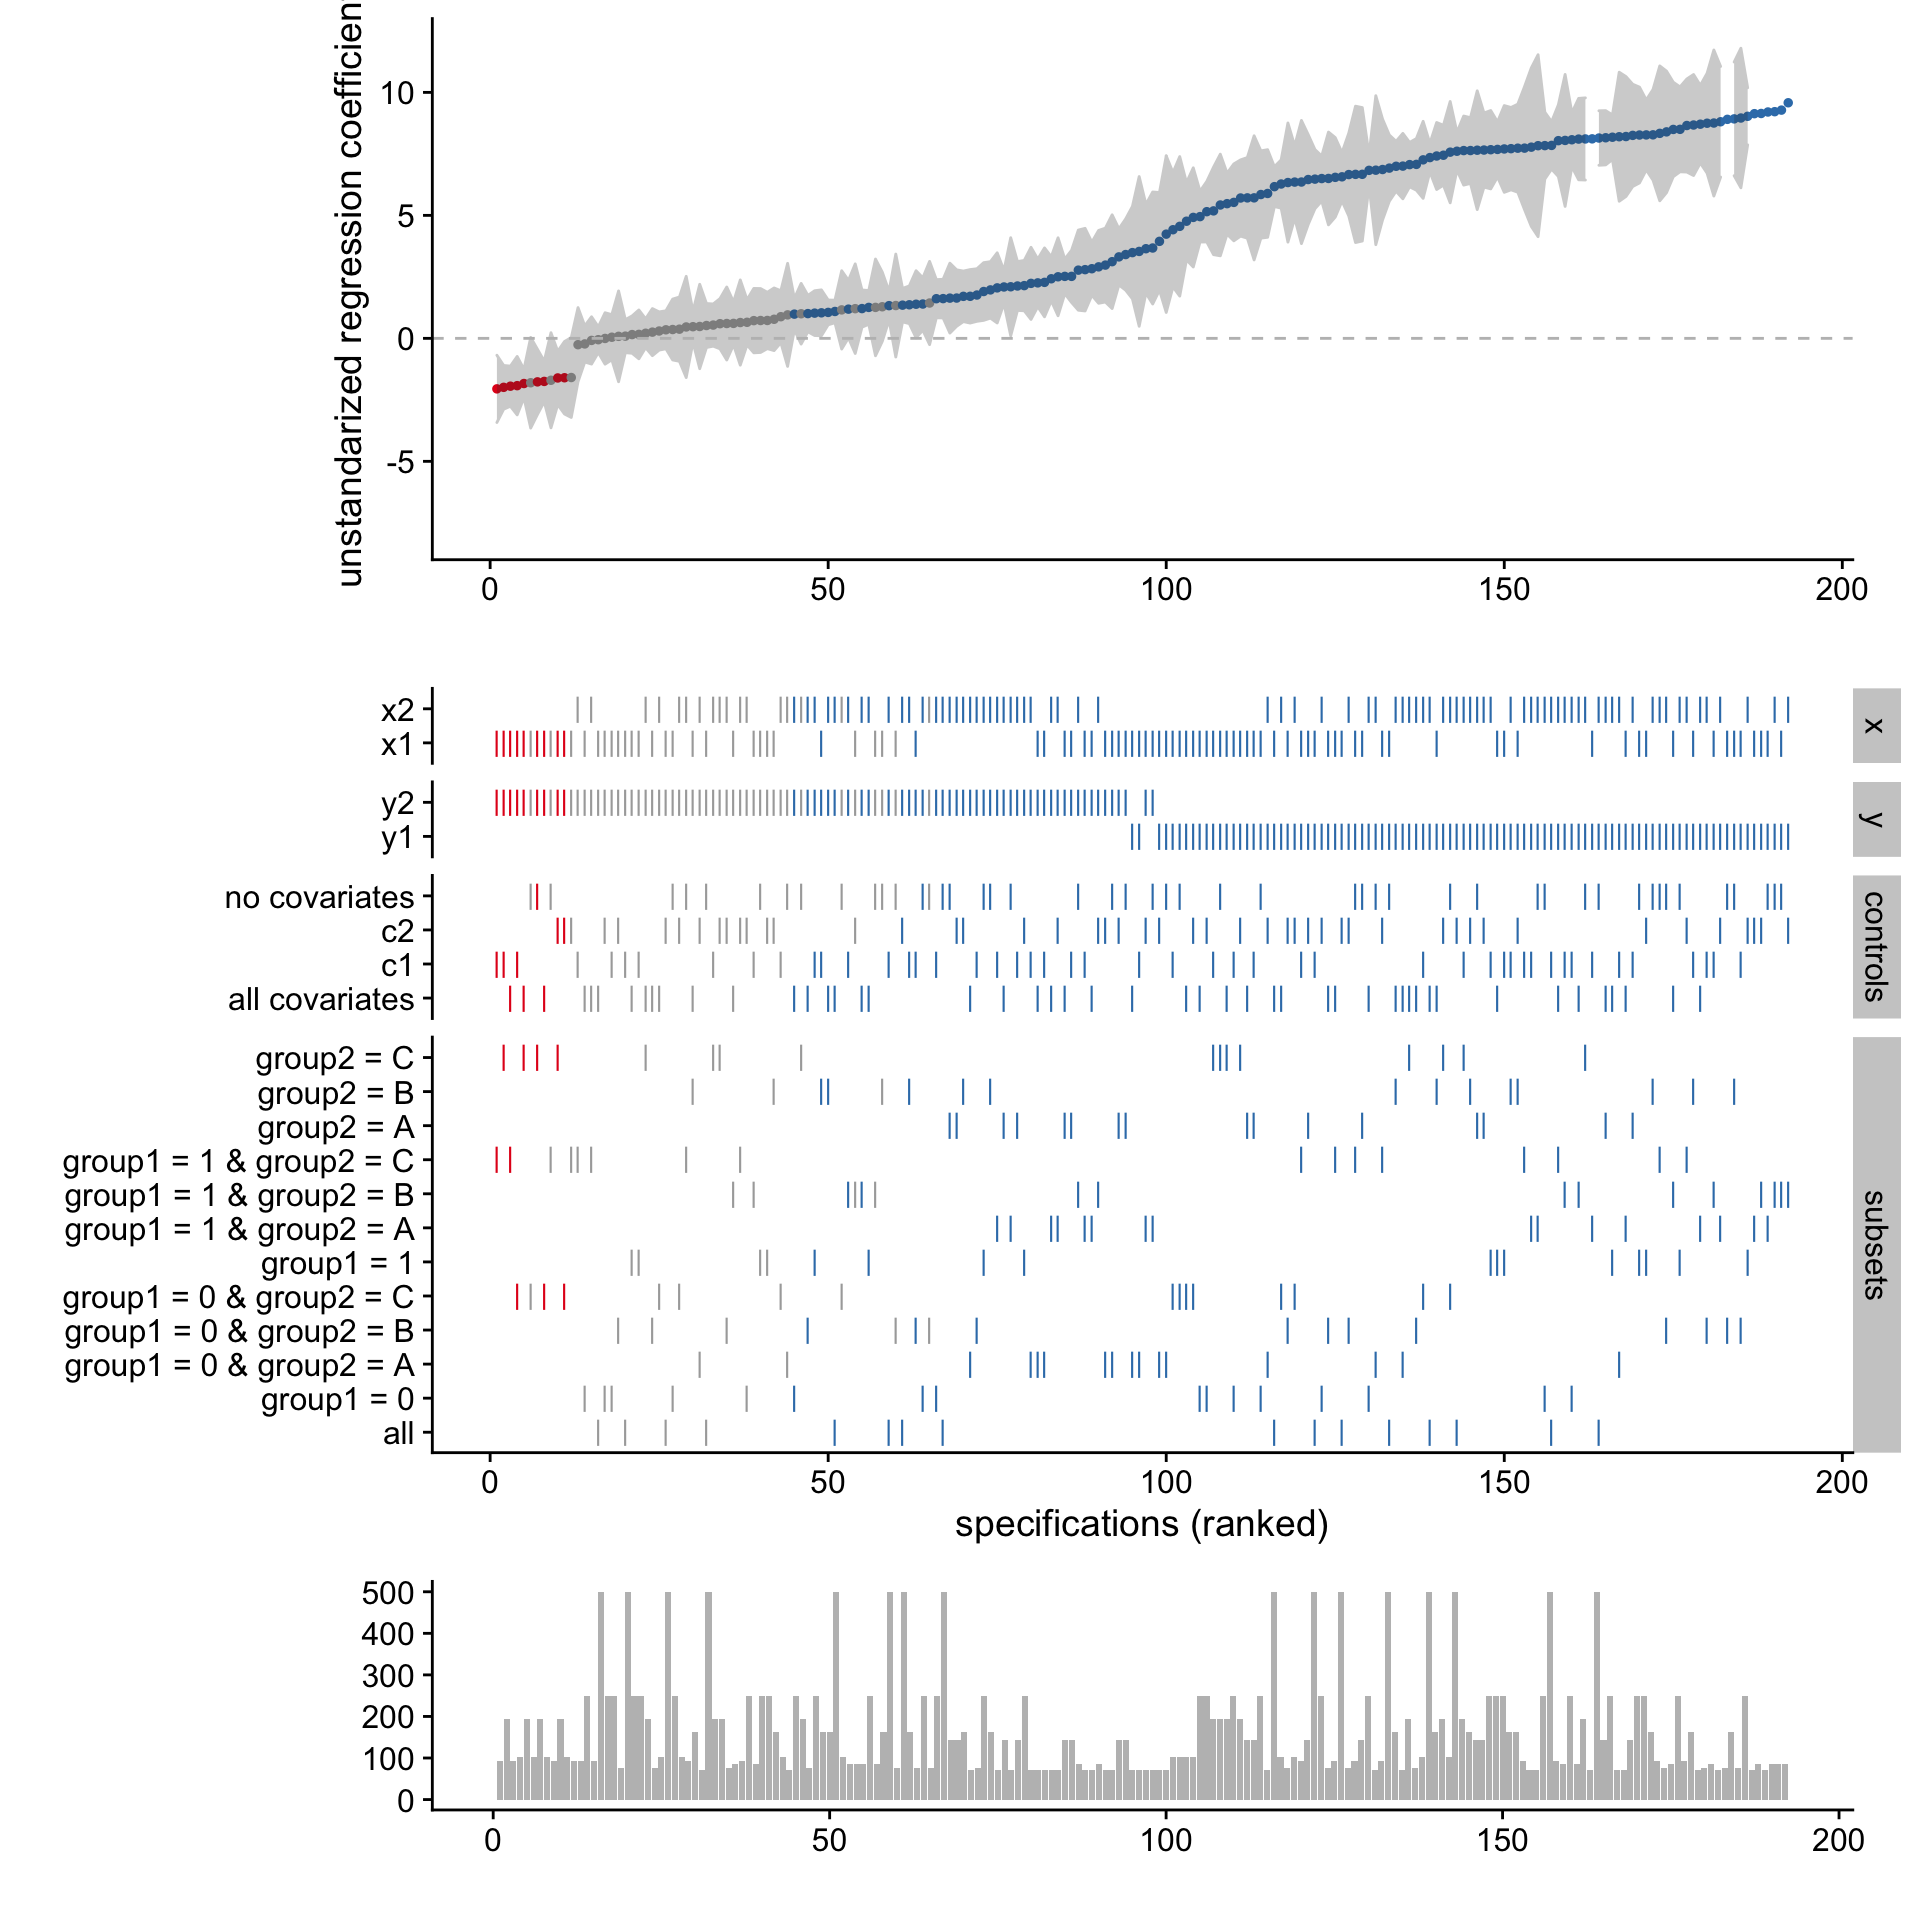 unstandarized regression coefficien
10
5
0
-5
0 50 100 150 200
x2
x1
x
y2
y1
y
no covariates
c2
c1
all covariates
controls
group2 = C
group2 = B
group2 = A
group1 = 1 & group2 = C
group1 = 1 & group2 = B
group1 = 1 & group2 = A
group1 = 1
group1 = 0 & group2 = C
group1 = 0 & group2 = B
group1 = 0 & group2 = A
group1 = 0
all
subsets
0 50 100 150 200
specifications (ranked)
500
400
300
200
100
0
0 50 100 150 200